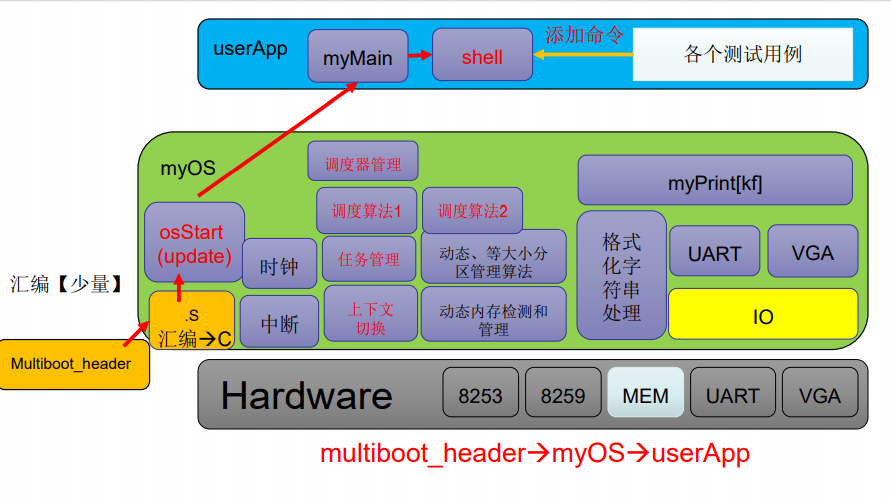 userApp
myMain
shell
添加命令
各个测试用例
myOS
调度器管理
myPrint[kf]
osStart
(update)
调度算法1
调度算法2
时钟
任务管理
动态、等大小分
区管理算法
格式
化字
符串
处理
UART
VGA
汇编【少量】
.s
汇编→C
中断
上下文
切换
动态内存检测和
管理
IO
Multiboot_header
Hardware
8253
8259
MEM
UART
VGA
multiboot_header→myOS→userApp